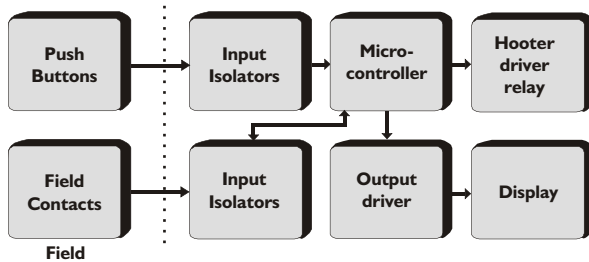 Push
Buttons
Input
Isolators
Micro-
controller
Hooter
driver
relay
Field
Contacts
Input
Isolators
Output
driver
Display
Field